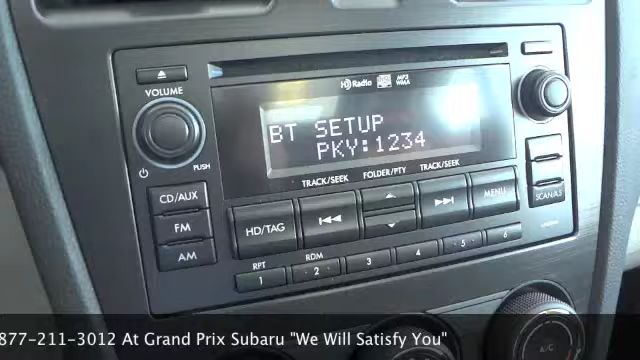 HD Radio
MP3
WMA
VOLUME
PUSH
BT SETUP
PKY:1234
TRACK/SEEK FOLDER/PTY TRACK/SEEK
CD/AUX
FM
AM
HD/TAG
MENU
SCAN/AS
RPT RDM
1 2 3 4 5 6
A/C
877-211-3012 At Grand Prix Subaru "We Will Satisfy You"